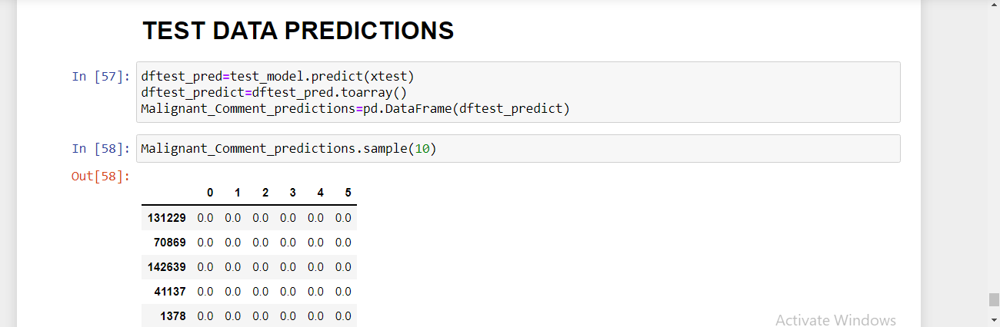 TEST DATA PREDICTIONS
In [57]: dftest_pred=test_model.predict(xtest)
dftest_predict=dftest_pred.toarray()
Malignant_Comment_predictions=pd.DataFrame(dftest_predict)
In [58]: Malignant_Comment_predictions.sample(10)
Out[58]:
0 1 2 3 4 5
131229 0.0 0.0 0.0 0.0 0.0 0.0
70869 0.0 0.0 0.0 0.0 0.0 0.0
142639 0.0 0.0 0.0 0.0 0.0 0.0
41137 0.0 0.0 0.0 0.0 0.0 0.0
1378 0.0 0.0 0.0 0.0 0.0 0.0
Activate Windows